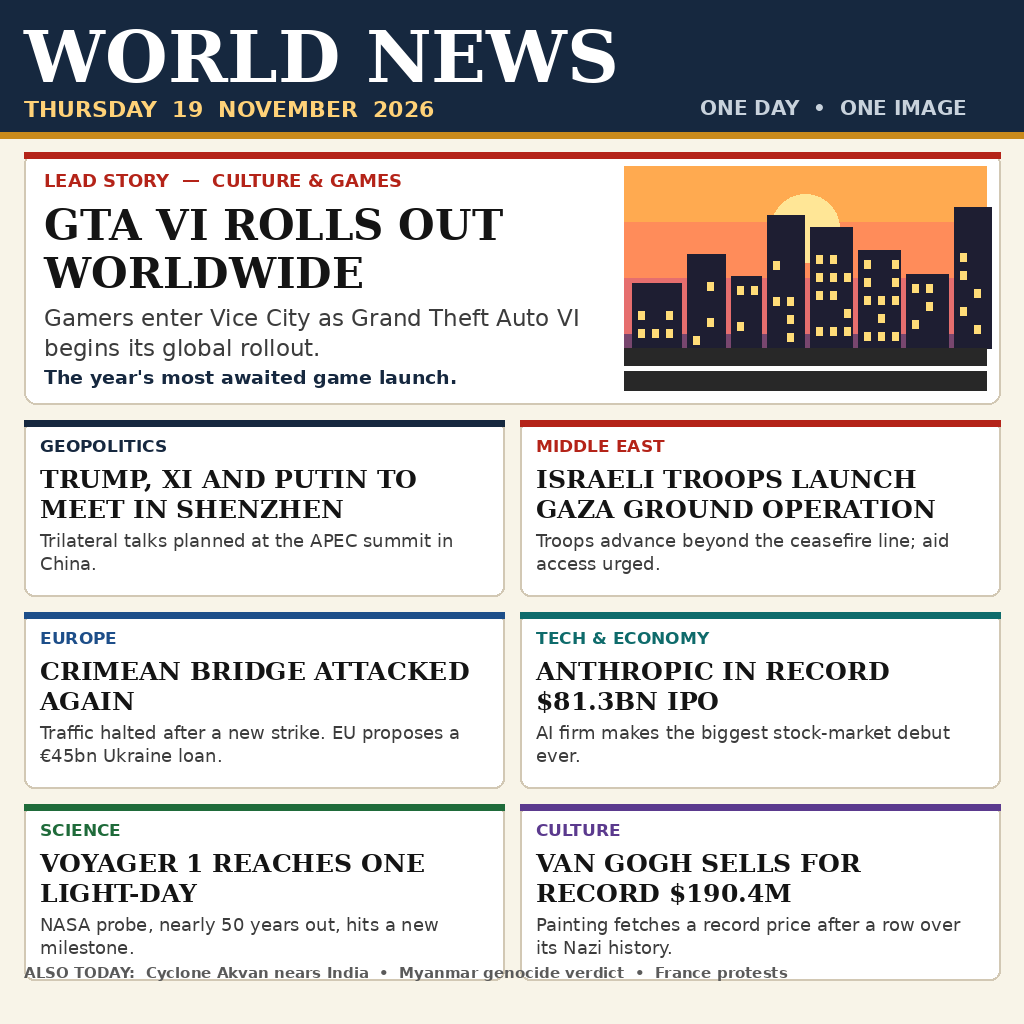 WORLD NEWS
THURSDAY 19 NOVEMBER 2026
ONE DAY • ONE IMAGE
LEAD STORY — CULTURE & GAMES
GTA VI ROLLS OUT
WORLDWIDE
Gamers enter Vice City as Grand Theft Auto VI
begins its global rollout.
The year's most awaited game launch.
GEOPOLITICS
TRUMP, XI AND PUTIN TO
MEET IN SHENZHEN
Trilateral talks planned at the APEC summit in
China.
MIDDLE EAST
ISRAELI TROOPS LAUNCH
GAZA GROUND OPERATION
Troops advance beyond the ceasefire line; aid
access urged.
EUROPE
CRIMEAN BRIDGE ATTACKED
AGAIN
Traffic halted after a new strike. EU proposes a
€45bn Ukraine loan.
TECH & ECONOMY
ANTHROPIC IN RECORD
$81.3BN IPO
AI firm makes the biggest stock-market debut
ever.
SCIENCE
VOYAGER 1 REACHES ONE
LIGHT-DAY
NASA probe, nearly 50 years out, hits a new
milestone.
CULTURE
VAN GOGH SELLS FOR
RECORD $190.4M
Painting fetches a record price after a row over
its Nazi history.
ALSO TODAY: Cyclone Akvan nears India • Myanmar genocide verdict • France protests